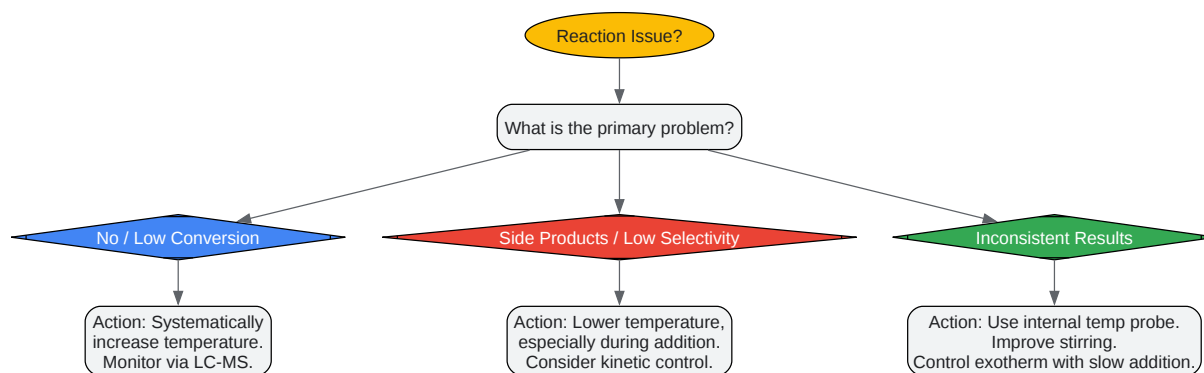 Reaction Issue?
What is the primary problem?
No / Low Conversion
Side Products / Low Selectivity
Inconsistent Results
Action: Systematically
increase temperature.
Monitor via LC-MS.
Action: Lower temperature,
especially during addition.
Consider kinetic control.
Action: Use internal temp probe.
Improve stirring.
Control exotherm with slow addition.